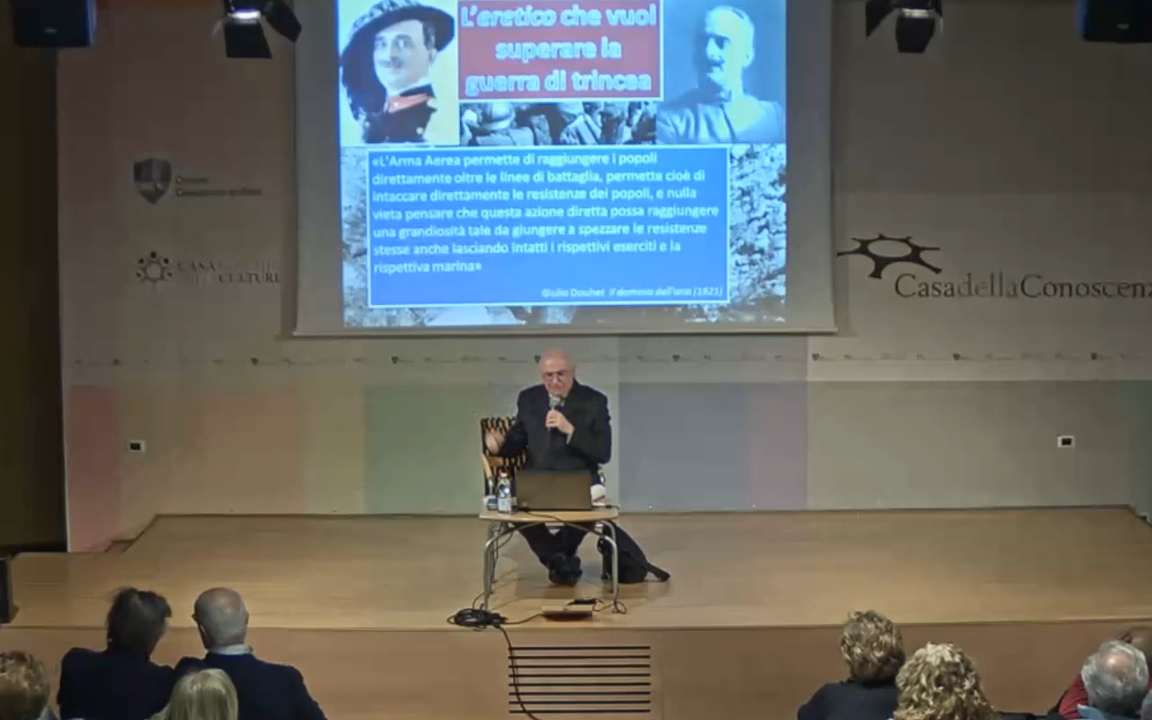 L'eretico che vuol
superare la
guerra di trincea
«L'Arma Aerea permette di raggiungere i popoli
direttamente oltre le linee di battaglia, permette cioè di
intaccare direttamente le resistenze dei popoli, e nulla
vieta pensare che questa azione diretta possa raggiungere
una grandiosità tale da giungere a spezzare le resistenze
stesse anche lasciando intatti i rispettivi eserciti e la
rispettiva marina»
Giulio Douhet Il dominio dell'aria (1921)
CASA
CULTURE
CasadellaConoscenz